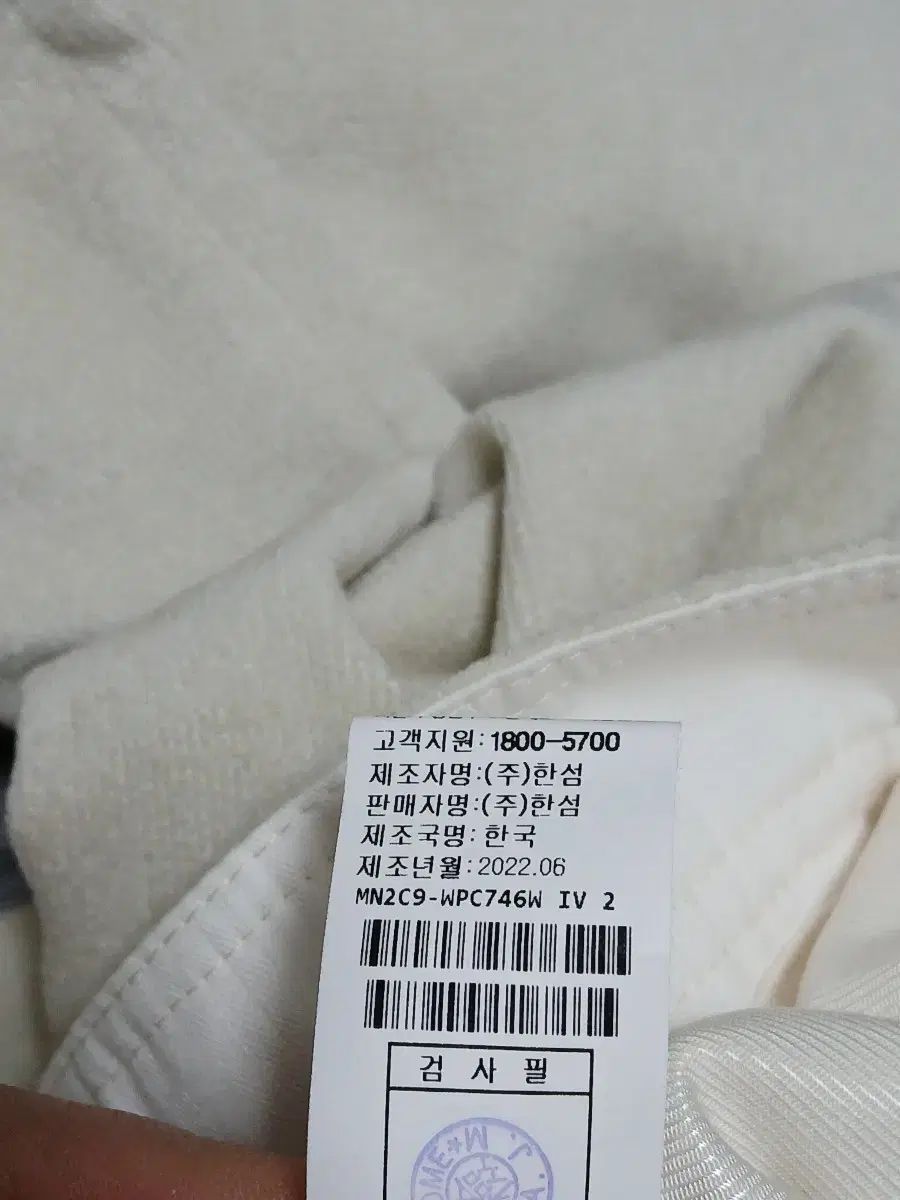 고객지원: 1800-5700
제조자명:(주)한섬
판매자명:(주)한섬
제조국명: 한국
제조년월: 2022.06
MN2C9-WPC746W IV 2
검 사 필